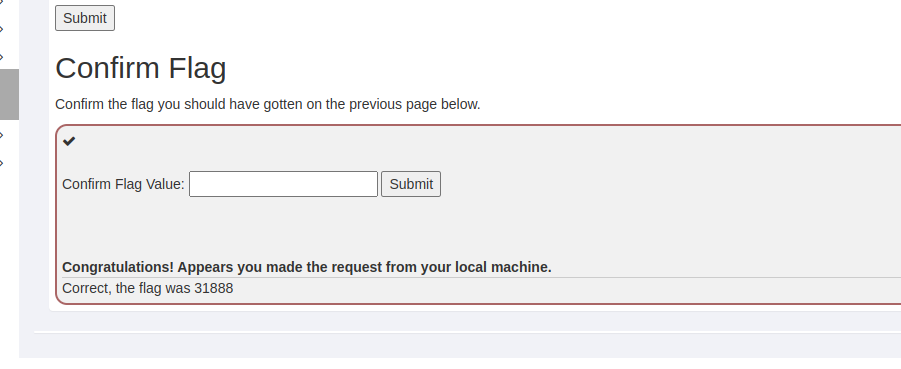 Submit
Confirm Flag
Confirm the flag you should have gotten on the previous page below.
Confirm Flag Value: Submit
Congratulations! Appears you made the request from your local machine.
Correct, the flag was 31888